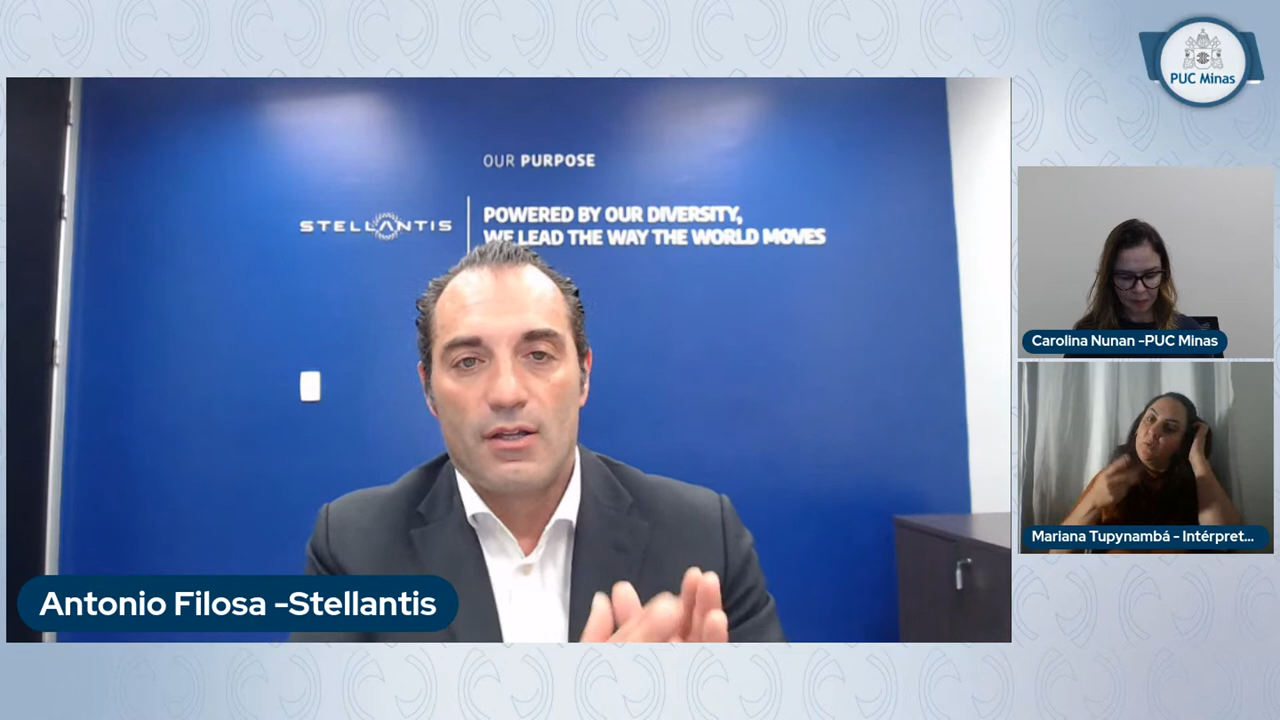 PUC Minas
OUR PURPOSE
STELLANTIS
POWERED BY OUR DIVERSITY,
WE LEAD THE WAY THE WORLD MOVES
Carolina Nunan -PUC Minas
Mariana Tupynambá - Intérpret...
Antonio Filosa -Stellantis